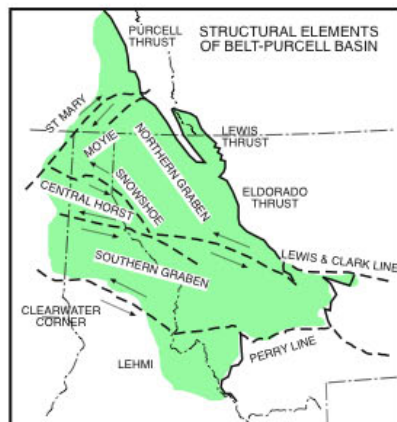 PURCELL
THRUST
STRUCTURAL ELEMENTS
OF BELT-PURCELL BASIN
ST MARY
MOYIE
NORTHERN GRABEN
LEWIS
THRUST
SNOWSHOE
CENTRAL HORST
ELDORADO
THRUST
LEWIS & CLARK LINE
SOUTHERN GRABEN
CLEARWATER
CORNER
PERRY LINE
LEHMI